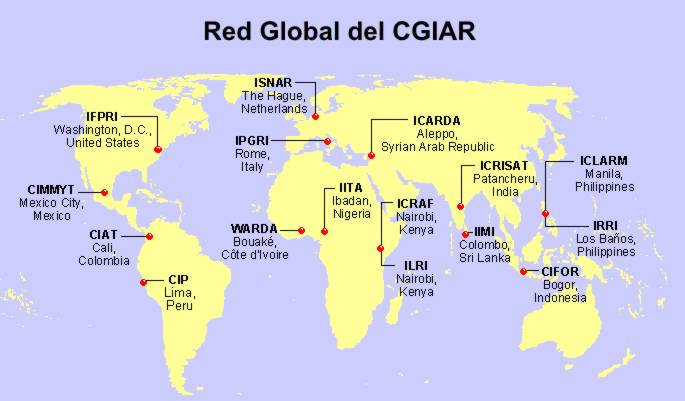 Red Global del CGIAR
ISNAR
The Hague,
Netherlands
IFPRI
Washington, D.C.,
United States
IPGRI
Rome,
Italy
ICARDA
Aleppo,
Syrian Arab Republic
ICRISAT
Patancheru,
India
ICLARM
Manila,
Philippines
CIMMYT
Mexico City,
Mexico
IITA
Ibadan,
Nigeria
ICRAF
Nairobi,
Kenya
CIAT
Cali,
Colombia
WARDA
Bouaké,
Côte d'Ivoire
IIMI
Colombo,
Sri Lanka
IRRI
Los Baños,
Philippines
ILRI
Nairobi,
Kenya
CIP
Lima,
Peru
CIFOR
Bogor,
Indonesia